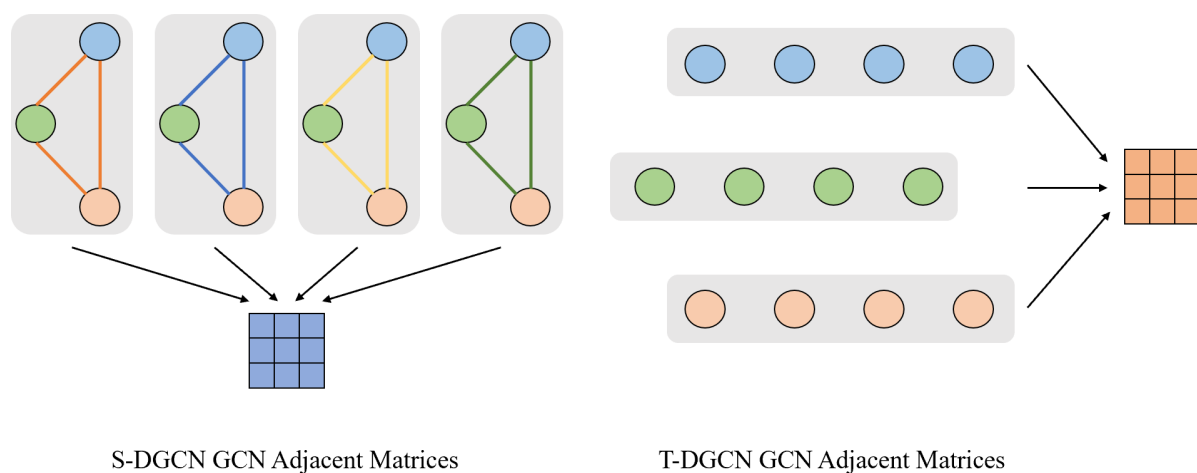 S-DGCN GCN Adjacent Matrices
T-DGCN GCN Adjacent Matrices